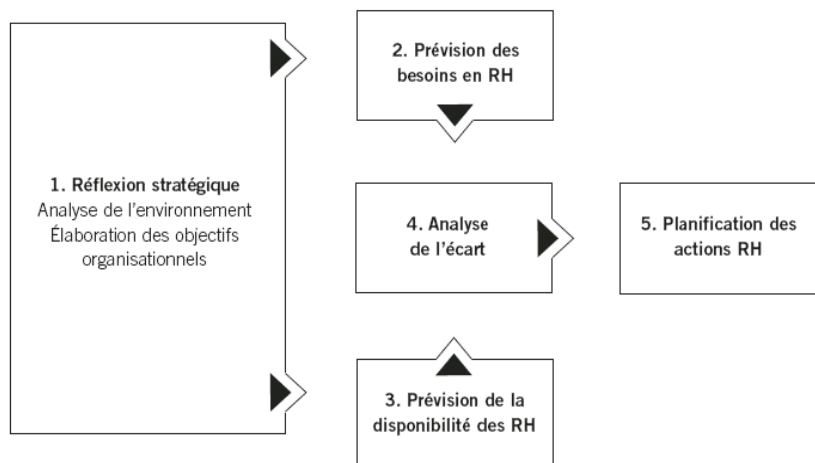 1. Réflexion stratégique
Analyse de l'environnement
Élaboration des objectifs
organisationnels
2. Prévision des
besoins en RH
3. Prévision de la
disponibilité des RH
4. Analyse
de l'écart
5. Planification des
actions RH